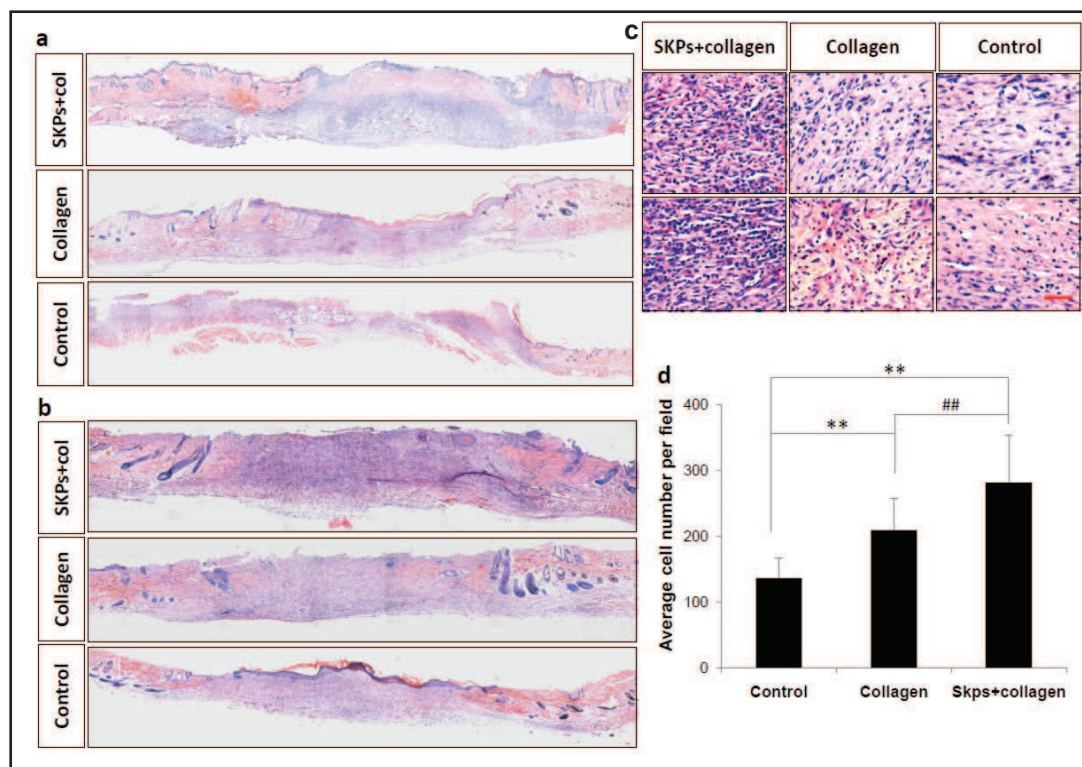 a
SKPs+col
Collagen
Control
b
SKPs+col
Collagen
Control
c
SKPs+collagen
Collagen
Control
d
**
**
##
Average cell number per field
400
300
200
100
0
Control
Collagen
Skps+collagen